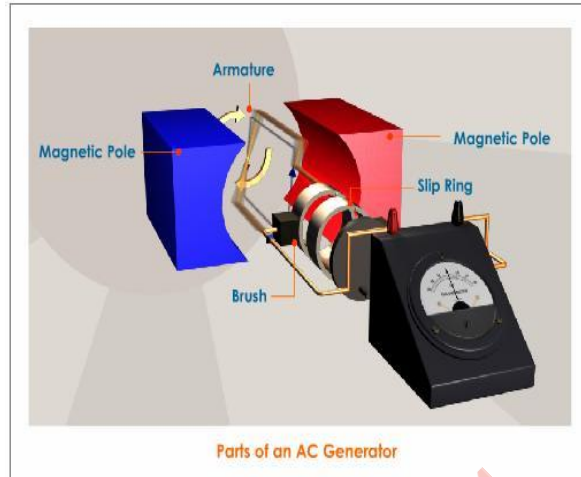 Armature
Magnetic Pole
Magnetic Pole
Slip Ring
Brush
Parts of an AC Generator